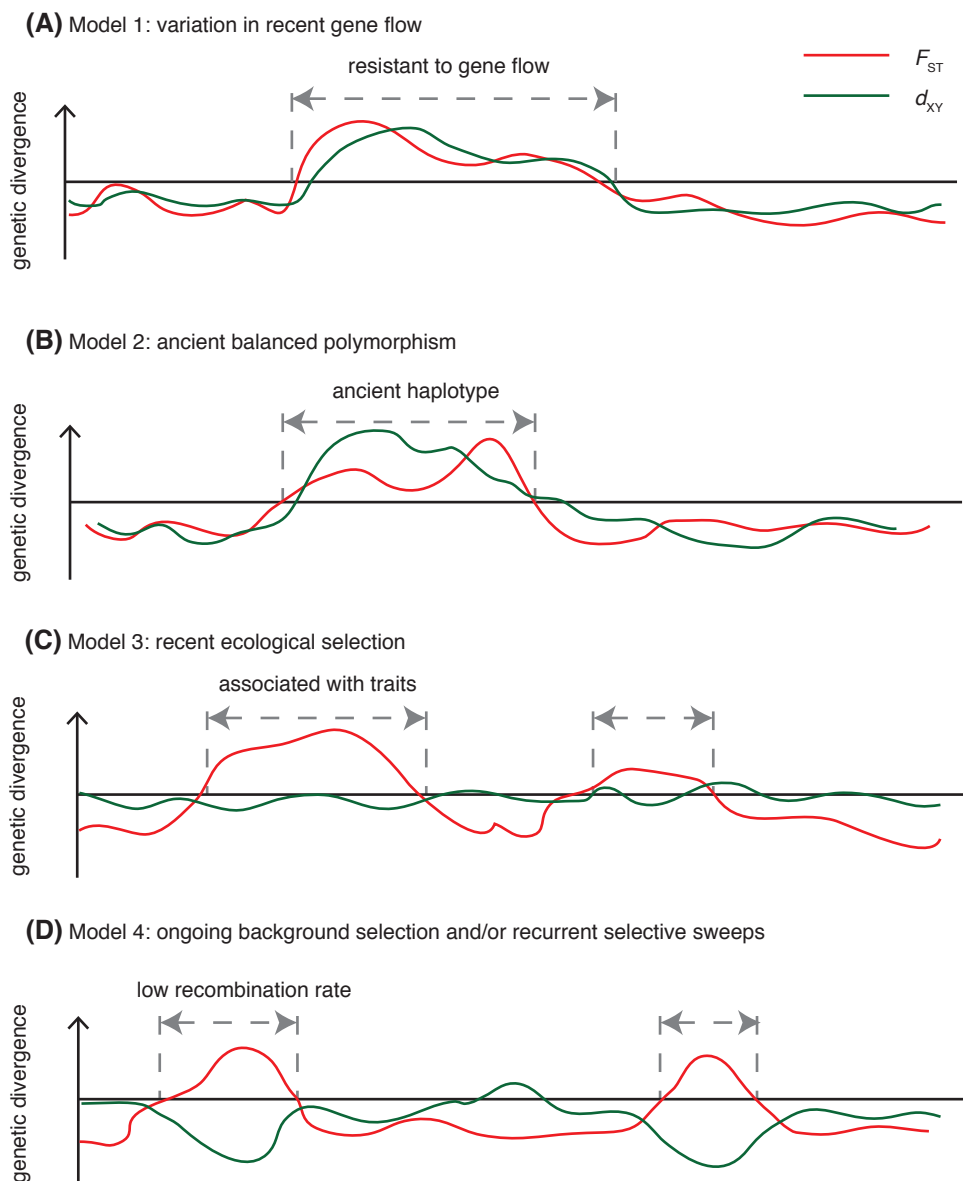 (A) Model 1: variation in recent gene flow
resistant to gene flow
FST
dXY
genetic divergence
(B) Model 2: ancient balanced polymorphism
ancient haplotype
genetic divergence
(C) Model 3: recent ecological selection
associated with traits
genetic divergence
(D) Model 4: ongoing background selection and/or recurrent selective sweeps
low recombination rate
genetic divergence